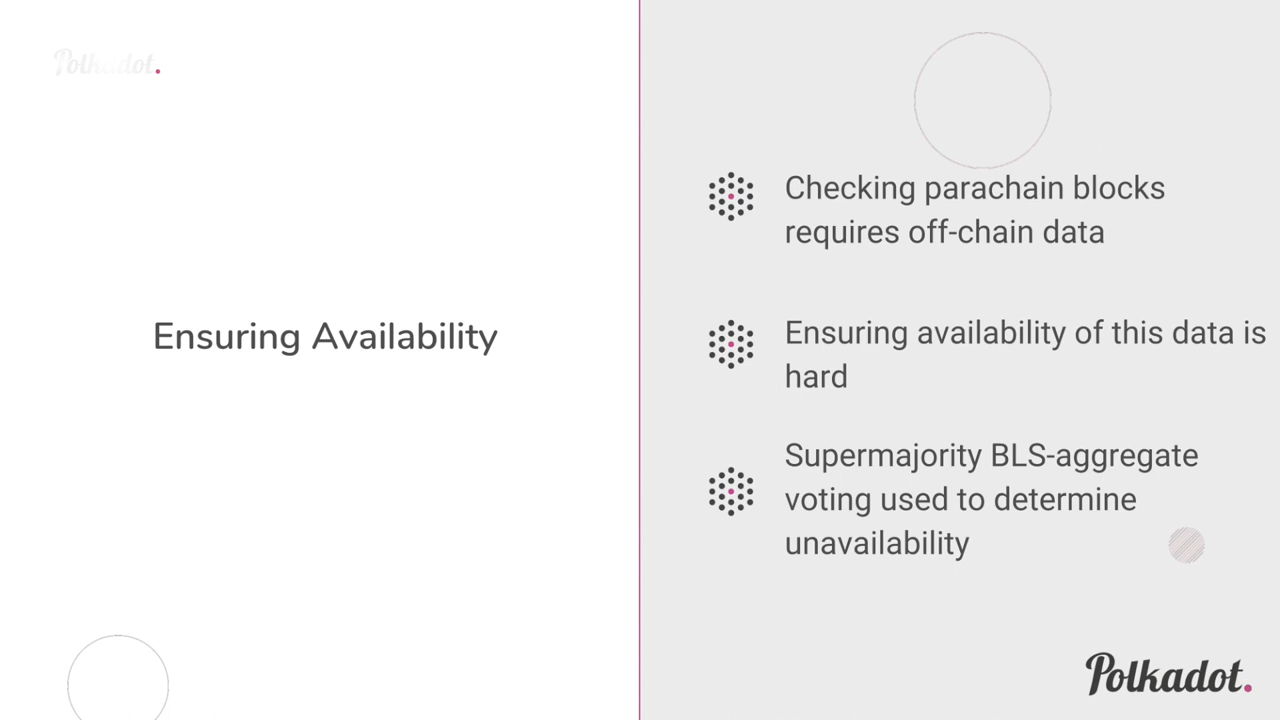 Polkadot.
Ensuring Availability
Checking parachain blocks
requires off-chain data
Ensuring availability of this data is
hard
Supermajority BLS-aggregate
voting used to determine
unavailability
Polkadot.